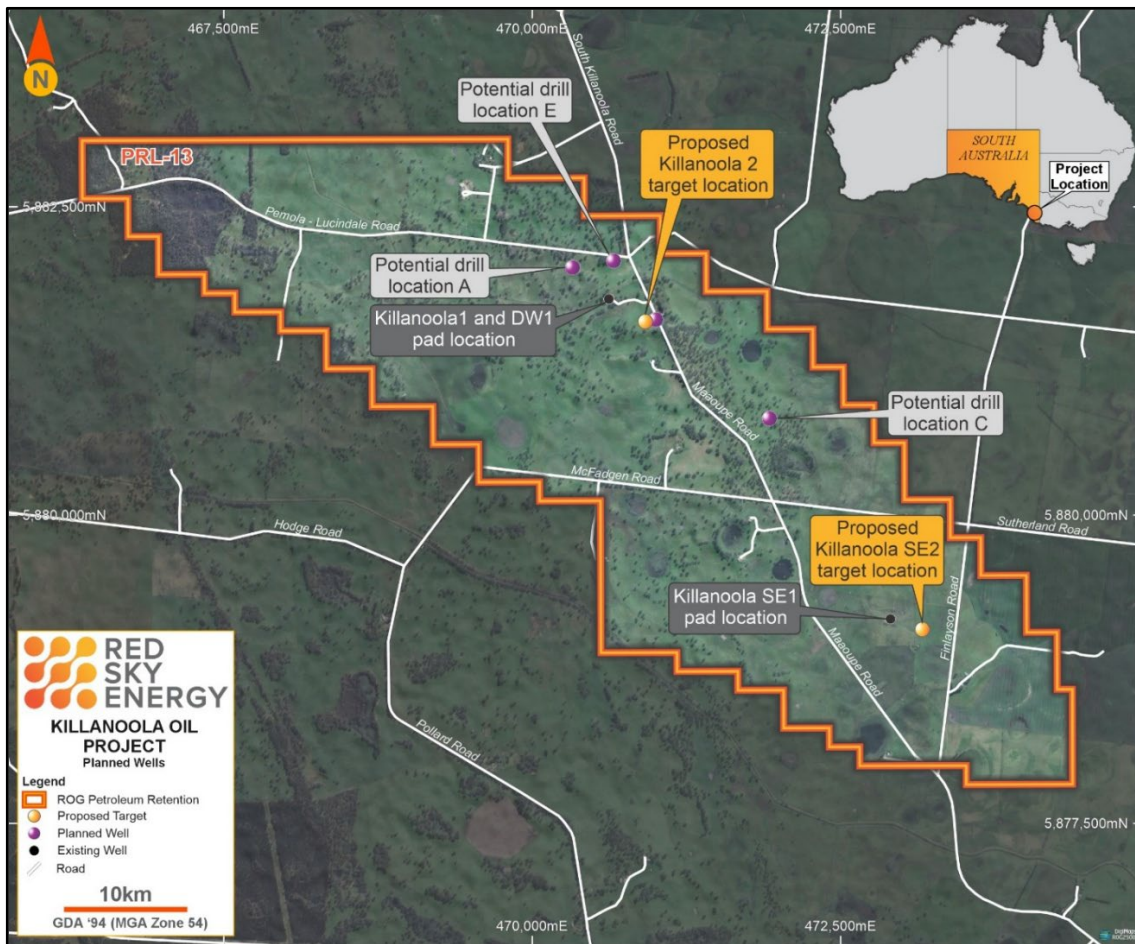 467,500mE
470,000mE
472,500mE
N
South Killanoola Road
Potential drill
location E
Proposed
Killanoola 2
target location
SOUTH
AUSTRALIA
Project
Location
PRL-13
5,882,500mN
Penola - Lucindale Road
Potential drill
location A
Killanoola1 and DW1
pad location
Maaoupe Road
Potential drill
location C
McFadgen Road
5,880,000mN
5,880,000mN
Hodge Road
Sutherland Road
Proposed
Killanoola SE2
target location
Killanoola SE1
pad location
Finlayson Road
Maaoupe Road
Pollard Road
RED
SKY
ENERGY
KILLANOOLA OIL
PROJECT
Planned Wells
Legend
ROG Petroleum Retention
Proposed Target
Planned Well
Existing Well
Road
10km
GDA '94 (MGA Zone 54)
5,877,500mN
470,000mE
472,500mE